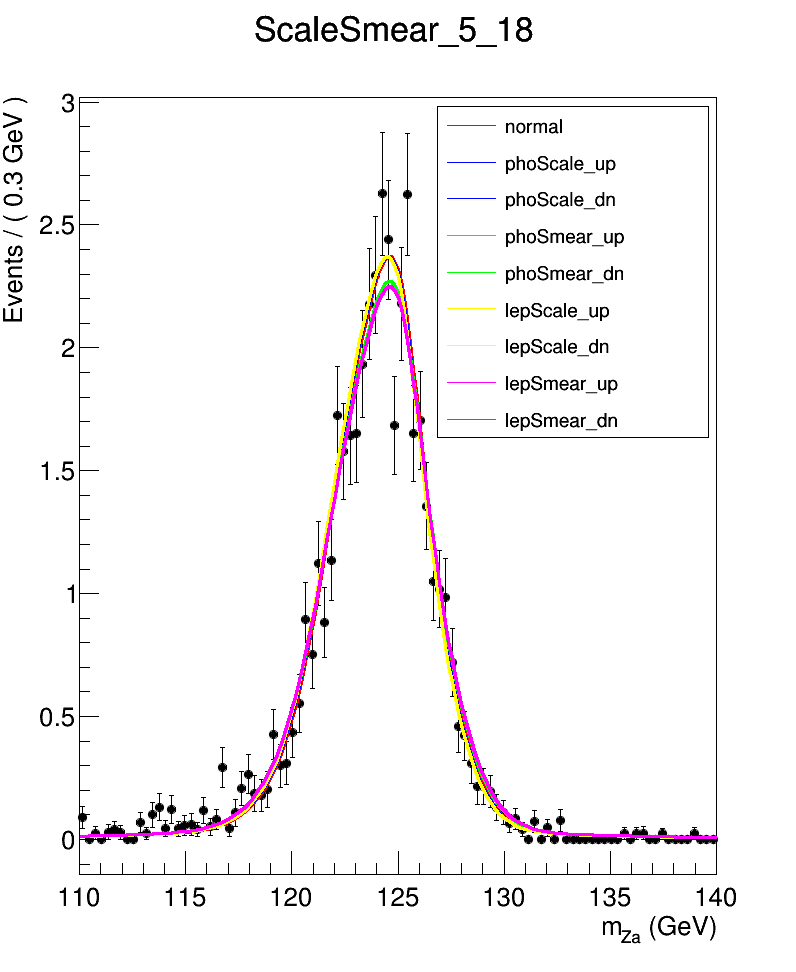 ScaleSmear_5_18
Events / ( 0.3 GeV )
3
2.5
2
1.5
1
0.5
0
normal
phoScale_up
phoScale_dn
phoSmear_up
phoSmear_dn
lepScale_up
lepScale_dn
lepSmear_up
lepSmear_dn
110 115 120 125 130 135 140
m_Za (GeV)